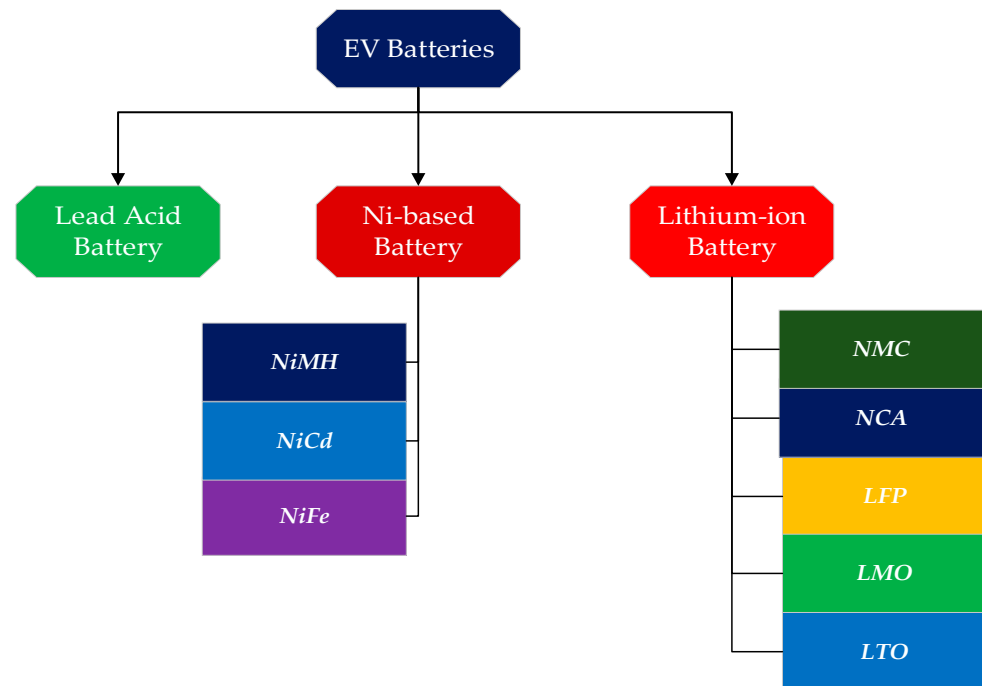 EV Batteries
Lead Acid
Battery
Ni-based
Battery
Lithium-ion
Battery
NiMH
NiCd
NiFe
NMC
NCA
LFP
LMO
LTO